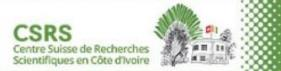 CSRS
Centre Suisse de Recherches
Scientifiques en Côte d'Ivoire